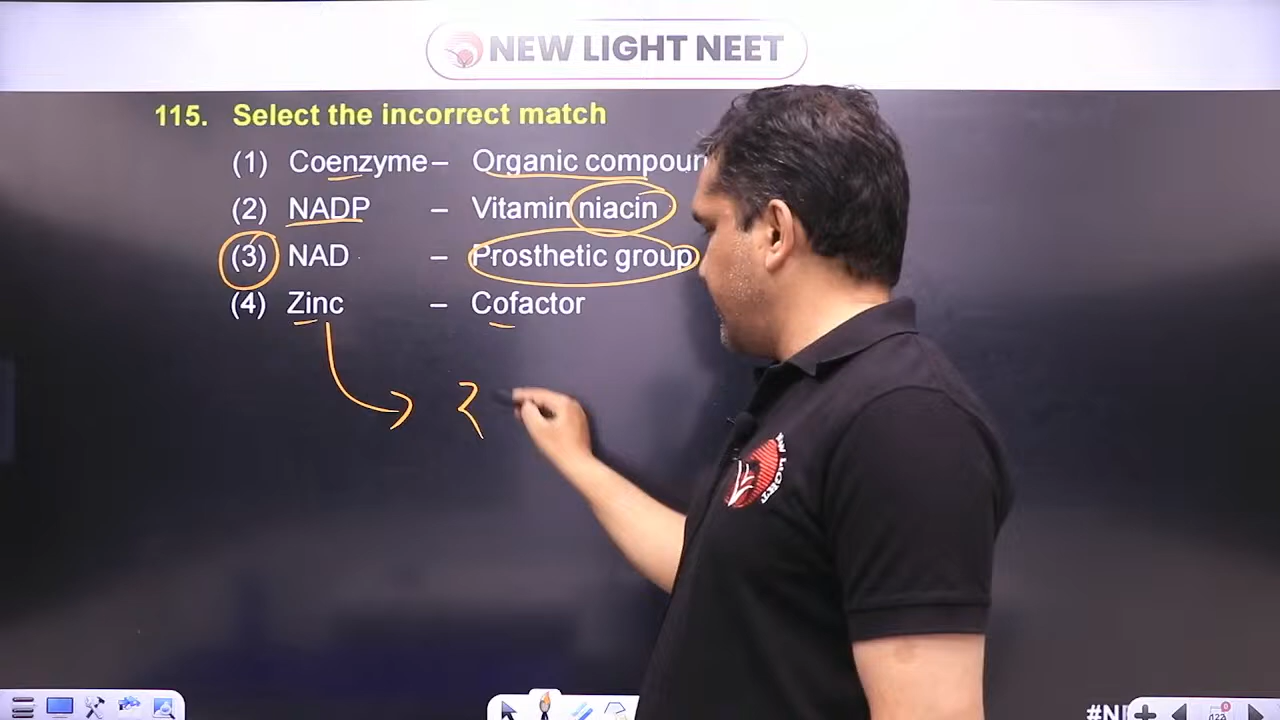 NEW LIGHT NEET
115. Select the incorrect match
(1) Coenzyme – Organic compoun
(2) NADP – Vitamin niacin
(3) NAD – Prosthetic group
(4) Zinc – Cofactor